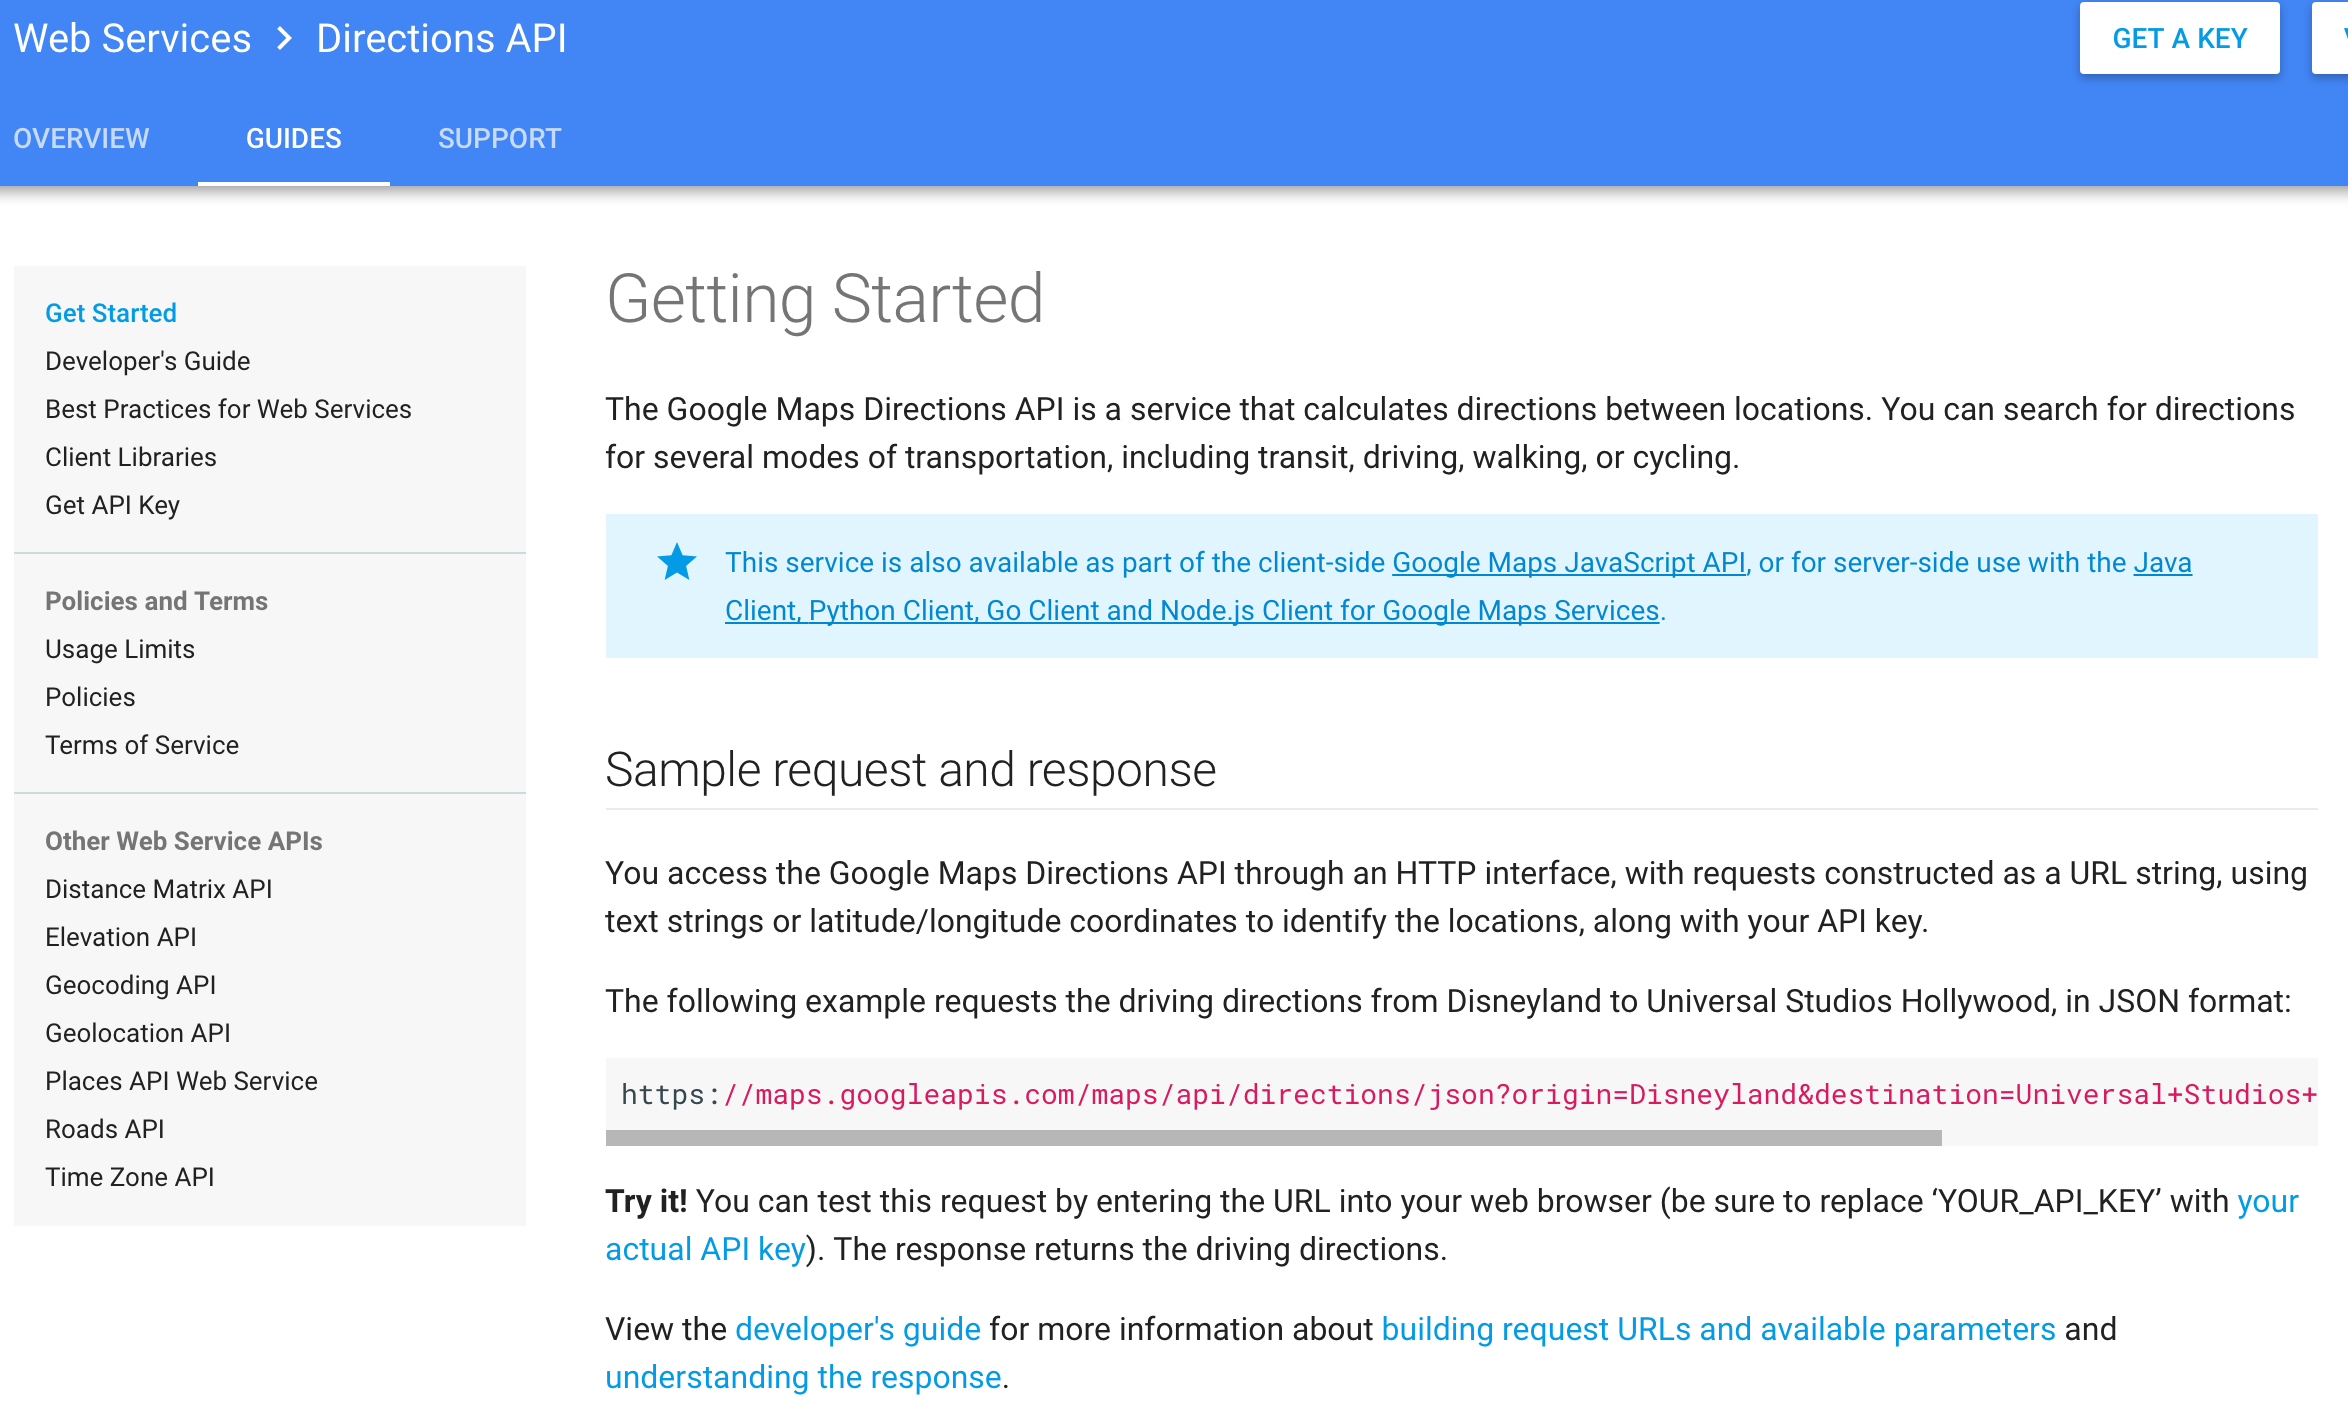 Web Services > Directions API
GET A KEY
OVERVIEW
GUIDES
SUPPORT
Get Started
Developer's Guide
Best Practices for Web Services
Client Libraries
Get API Key
Policies and Terms
Usage Limits
Policies
Terms of Service
Other Web Service APIs
Distance Matrix API
Elevation API
Geocoding API
Geolocation API
Places API Web Service
Roads API
Time Zone API
Getting Started
The Google Maps Directions API is a service that calculates directions between locations. You can search for directions
for several modes of transportation, including transit, driving, walking, or cycling.
This service is also available as part of the client-side Google Maps JavaScript API, or for server-side use with the Java
Client, Python Client, Go Client and Node.js Client for Google Maps Services.
Sample request and response
You access the Google Maps Directions API through an HTTP interface, with requests constructed as a URL string, using
text strings or latitude/longitude coordinates to identify the locations, along with your API key.
The following example requests the driving directions from Disneyland to Universal Studios Hollywood, in JSON format:
https://maps.googleapis.com/maps/api/directions/json?origin=Disneyland&destination=Universal+Studios+
Try it! You can test this request by entering the URL into your web browser (be sure to replace ‘YOUR_API_KEY’ with your
actual API key). The response returns the driving directions.
View the developer's guide for more information about building request URLs and available parameters and
understanding the response.